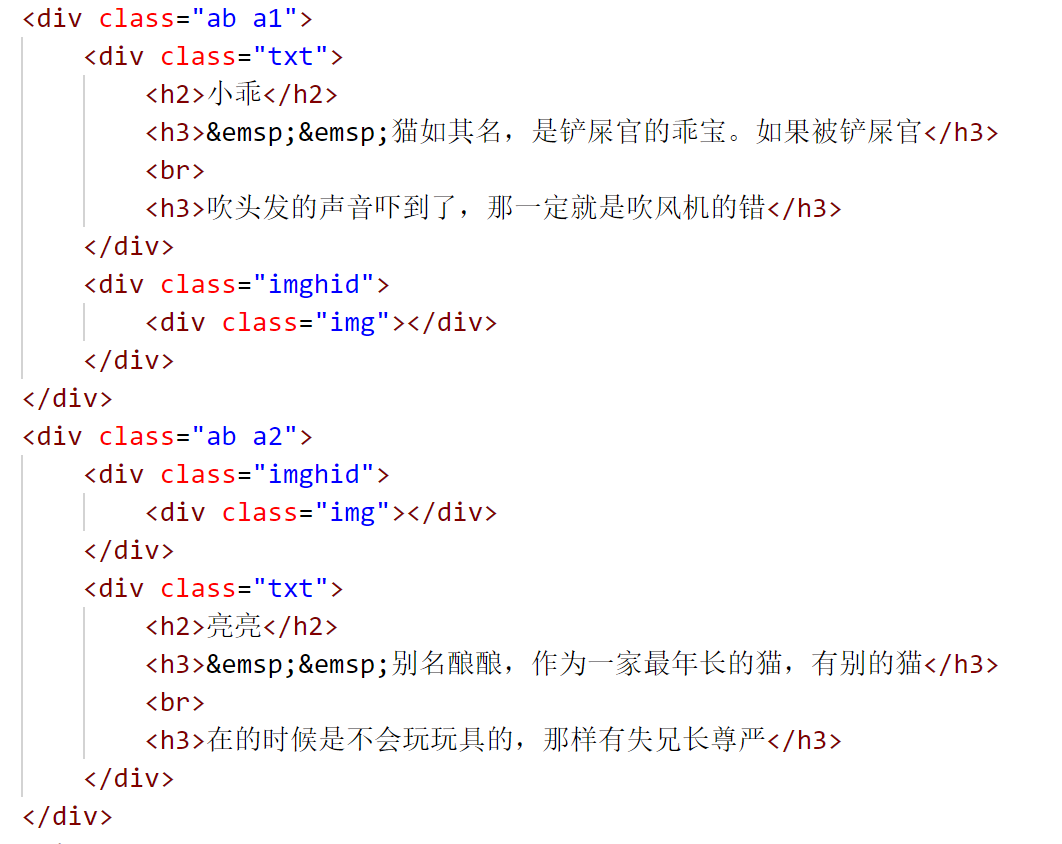 <div class="ab a1">
<div class="txt">
<h2>小乖</h2>
<h3>&emsp;&emsp;猫如其名，是铲屎官的乖宝。如果被铲屎官</h3>
<br>
<h3>吹头发的声音吓到了，那一定就是吹风机的错</h3>
</div>
<div class="imghid">
<div class="img"></div>
</div>
</div>
<div class="ab a2">
<div class="imghid">
<div class="img"></div>
</div>
<div class="txt">
<h2>亮亮</h2>
<h3>&emsp;&emsp;别名酿酿，作为一家最年长的猫，有别的猫</h3>
<br>
<h3>在的时候是不会玩玩具的，那样有失兄长尊严</h3>
</div>
</div>